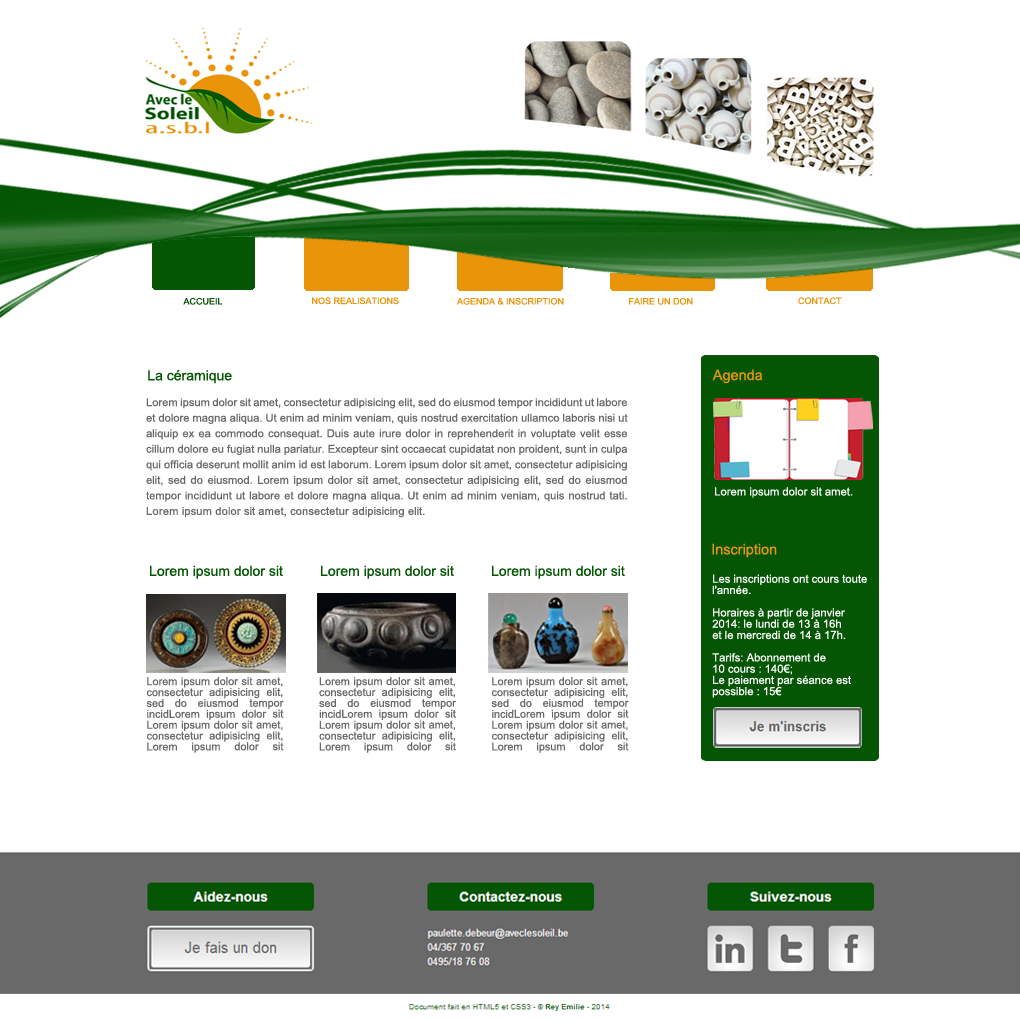 Avec le
Soleil
a.s.b.l
ACCUEIL
NOS REALISATIONS
AGENDA & INSCRIPTION
FAIRE UN DON
CONTACT
La céramique
Lorem ipsum dolor sit amet, consectetur adipisicing elit, sed do eiusmod tempor incididunt ut labore
et dolore magna aliqua. Ut enim ad minim veniam, quis nostrud exercitation ullamco laboris nisi ut
aliquip ex ea commodo consequat. Duis aute irure dolor in reprehenderit in voluptate velit esse
cillum dolore eu fugiat nulla pariatur. Excepteur sint occaecat cupidatat non proident, sunt in culpa
qui officia deserunt mollit anim id est laborum. Lorem ipsum dolor sit amet, consectetur adipisicing
elit, sed do eiusmod. Lorem ipsum dolor sit amet, consectetur adipisicing elit, sed do eiusmod
tempor incididunt ut labore et dolore magna aliqua. Ut enim ad minim veniam, quis nostrud tati.
Lorem ipsum dolor sit amet, consectetur adipisicing elit.
Lorem ipsum dolor sit
Lorem ipsum dolor sit amet,
consectetur adipisicing elit,
sed do eiusmod tempor
incidLorem ipsum dolor sit
Lorem ipsum dolor sit amet,
consectetur adipisicing elit,
Lorem ipsum dolor sit
Lorem ipsum dolor sit
Lorem ipsum dolor sit amet,
consectetur adipisicing elit,
sed do eiusmod tempor
incidLorem ipsum dolor sit
Lorem ipsum dolor sit amet,
consectetur adipisicing elit,
Lorem ipsum dolor sit
Lorem ipsum dolor sit
Lorem ipsum dolor sit amet,
consectetur adipisicing elit,
sed do eiusmod tempor
incidLorem ipsum dolor sit
Lorem ipsum dolor sit amet,
consectetur adipisicing elit,
Lorem ipsum dolor sit
Agenda
Lorem ipsum dolor sit amet.
Inscription
Les inscriptions ont cours toute
l'année.
Horaires à partir de janvier
2014: le lundi de 13 à 16h
et le mercredi de 14 à 17h.
Tarifs: Abonnement de
10 cours : 140€;
Le paiement par séance est
possible : 15€
Je m'inscris
Aidez-nous
Je fais un don
Contactez-nous
paulette.debeur@aveclesoleil.be
04/367 70 67
0495/18 76 08
Suivez-nous
in t f
Document fait en HTML5 et CSS3 - © Rey Emilie - 2014